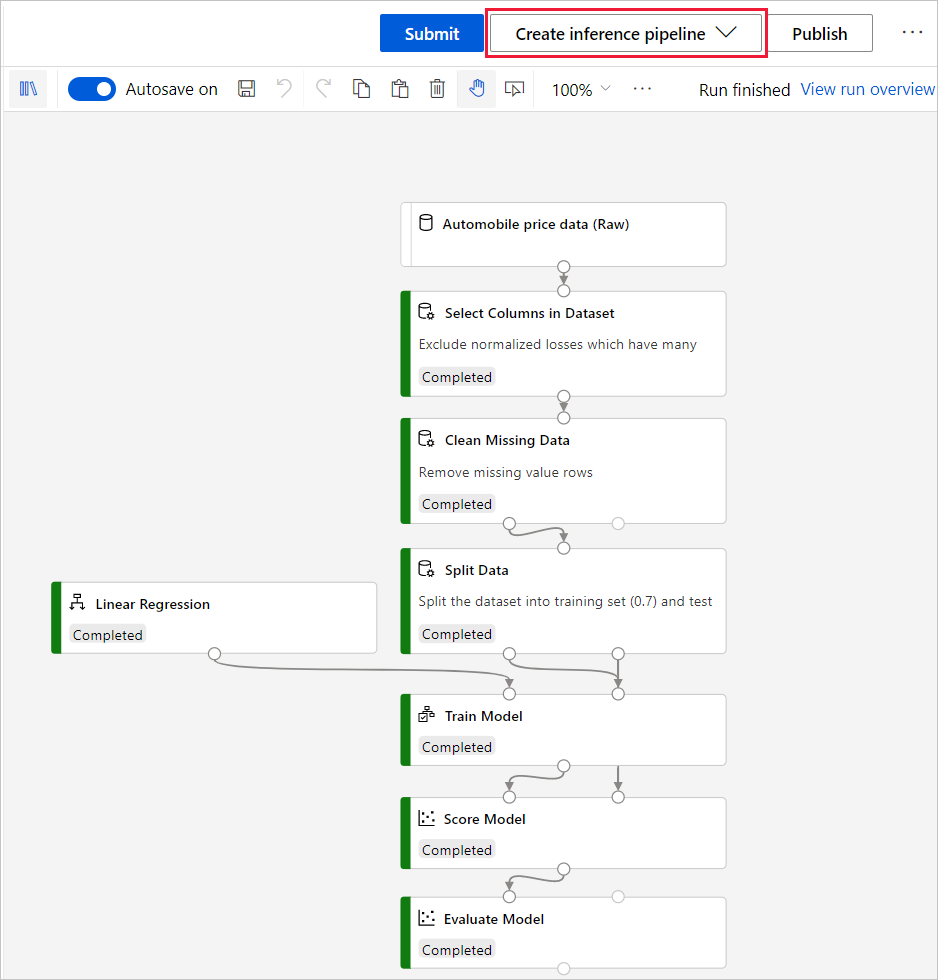 Submit
Create inference pipeline
Publish
Autosave on
100%
Run finished
View run overview
Automobile price data (Raw)
Select Columns in Dataset
Exclude normalized losses which have many
Completed
Clean Missing Data
Remove missing value rows
Completed
Split Data
Split the dataset into training set (0.7) and test
Completed
Linear Regression
Completed
Train Model
Completed
Score Model
Completed
Evaluate Model
Completed